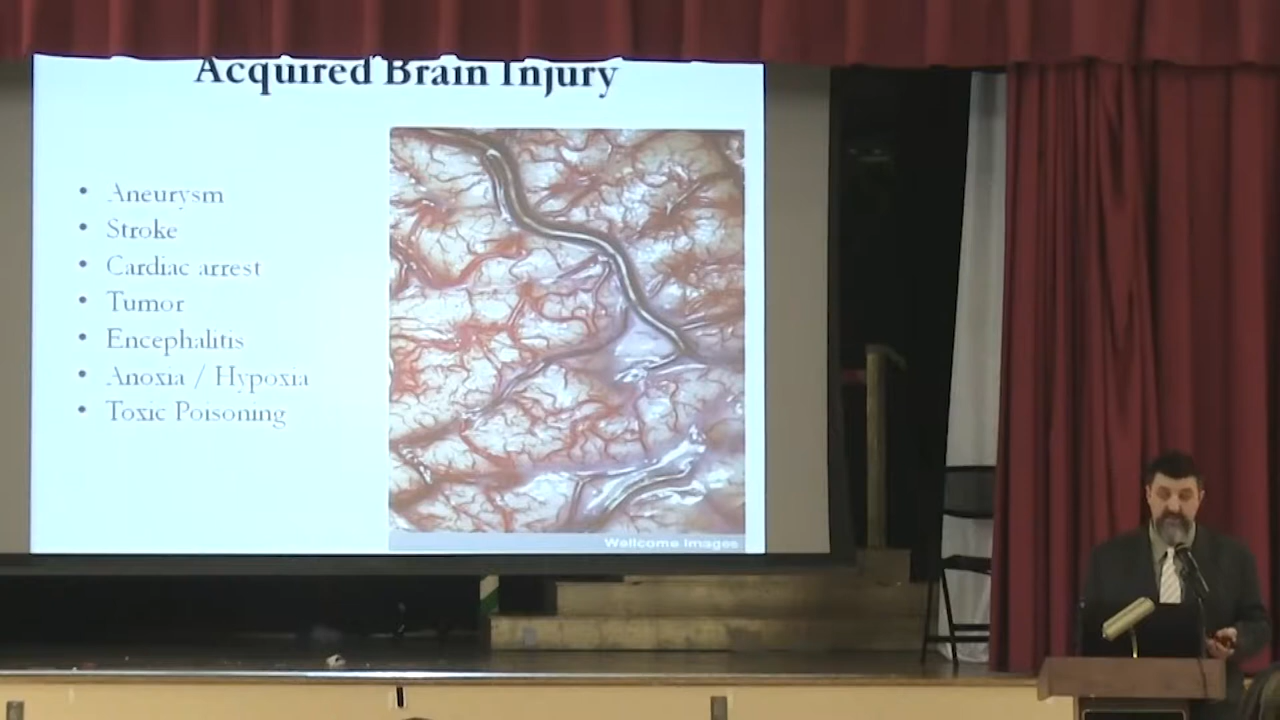 Acquired Brain Injury
• Aneurysm
• Stroke
• Cardiac arrest
• Tumor
• Encephalitis
• Anoxia / Hypoxia
• Toxic Poisoning
Wellcome Images